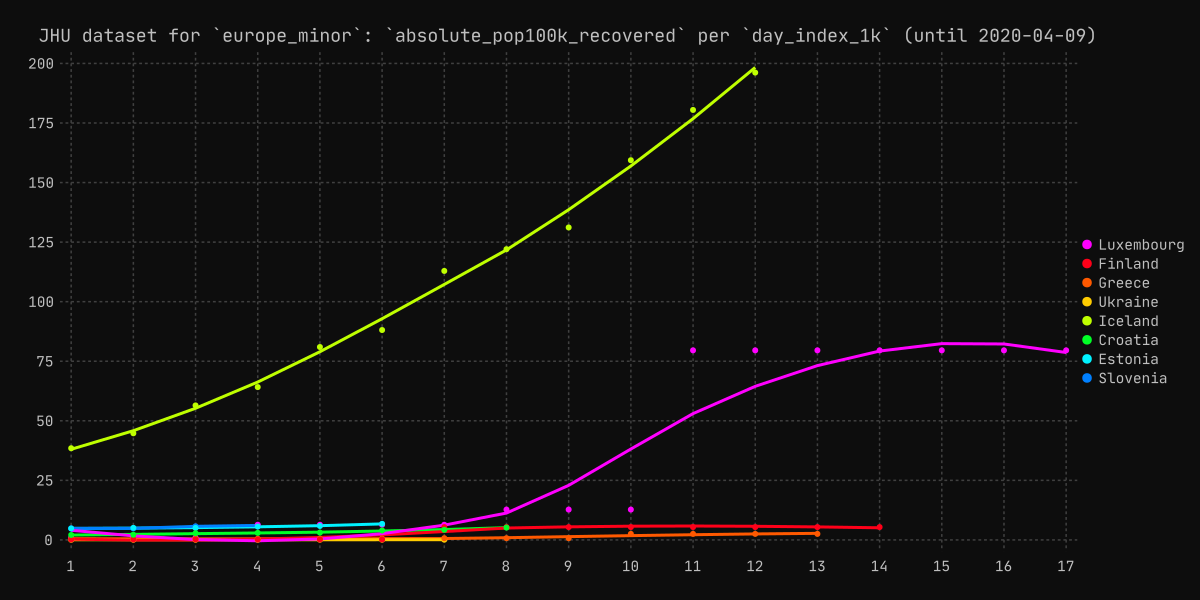 JHU dataset for `europe_minor`: `absolute_pop100k_recovered` per `day_index_1k` (until 2020-04-09)
200
175
150
125
100
75
50
25
0
1 2 3 4 5 6 7 8 9 10 11 12 13 14 15 16 17
Luxembourg
Finland
Greece
Ukraine
Iceland
Croatia
Estonia
Slovenia